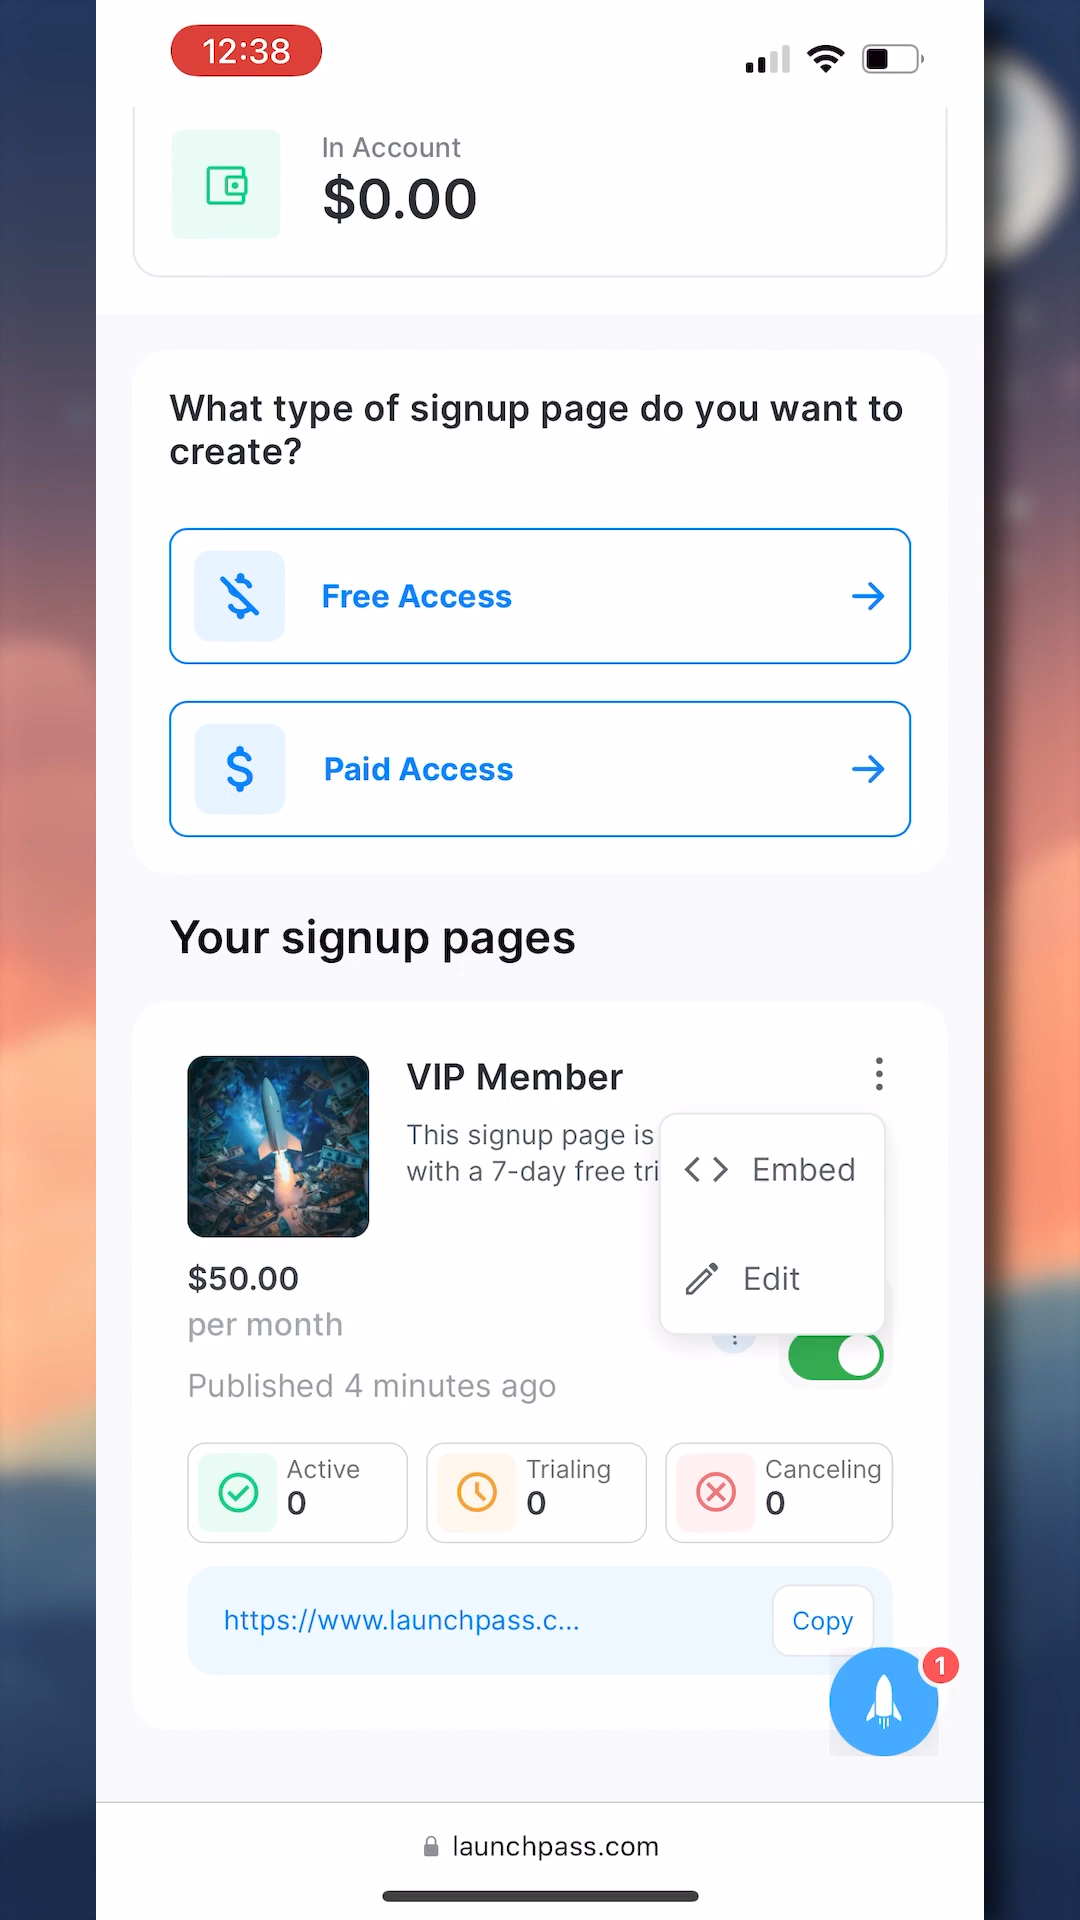 12:38
In Account
$0.00
What type of signup page do you want to
create?
Free Access
Paid Access
Your signup pages
VIP Member
This signup page is
with a 7-day free tri
Embed
Edit
$50.00
per month
Published 4 minutes ago
Active
0
Trialing
0
Canceling
0
https://www.launchpass.c...
Copy
1
launchpass.com